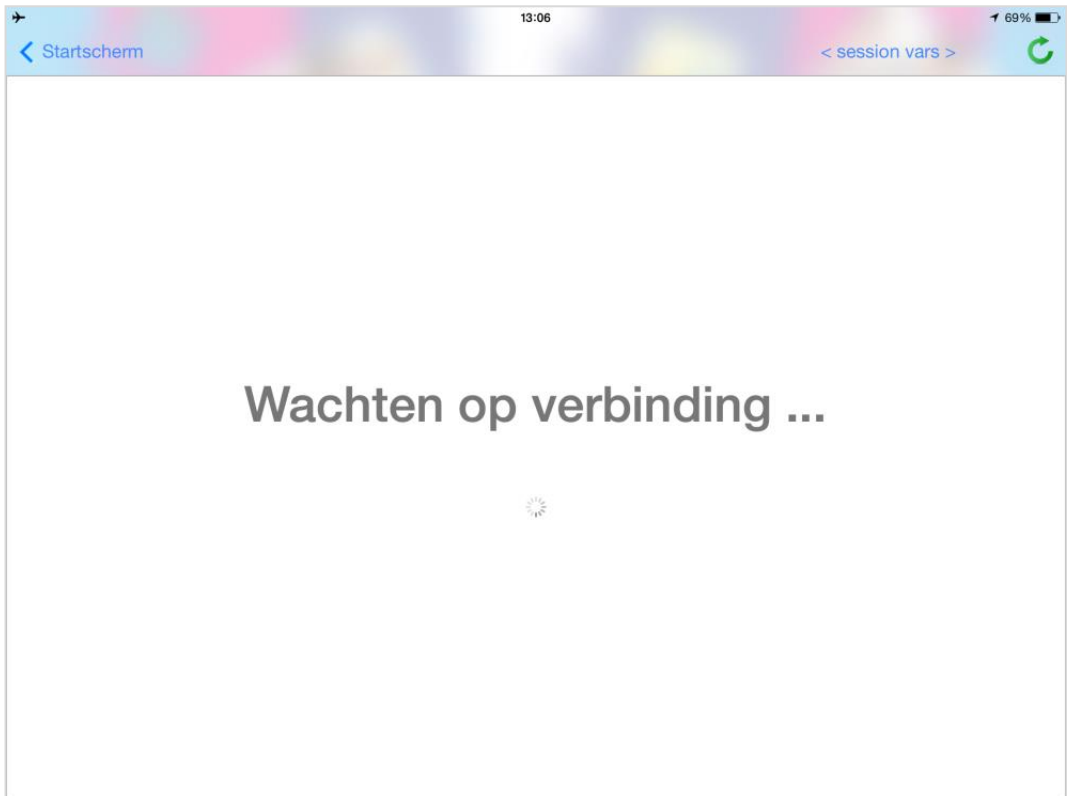 13:06
69%
Startscherm
< session vars >
Wachten op verbinding ...